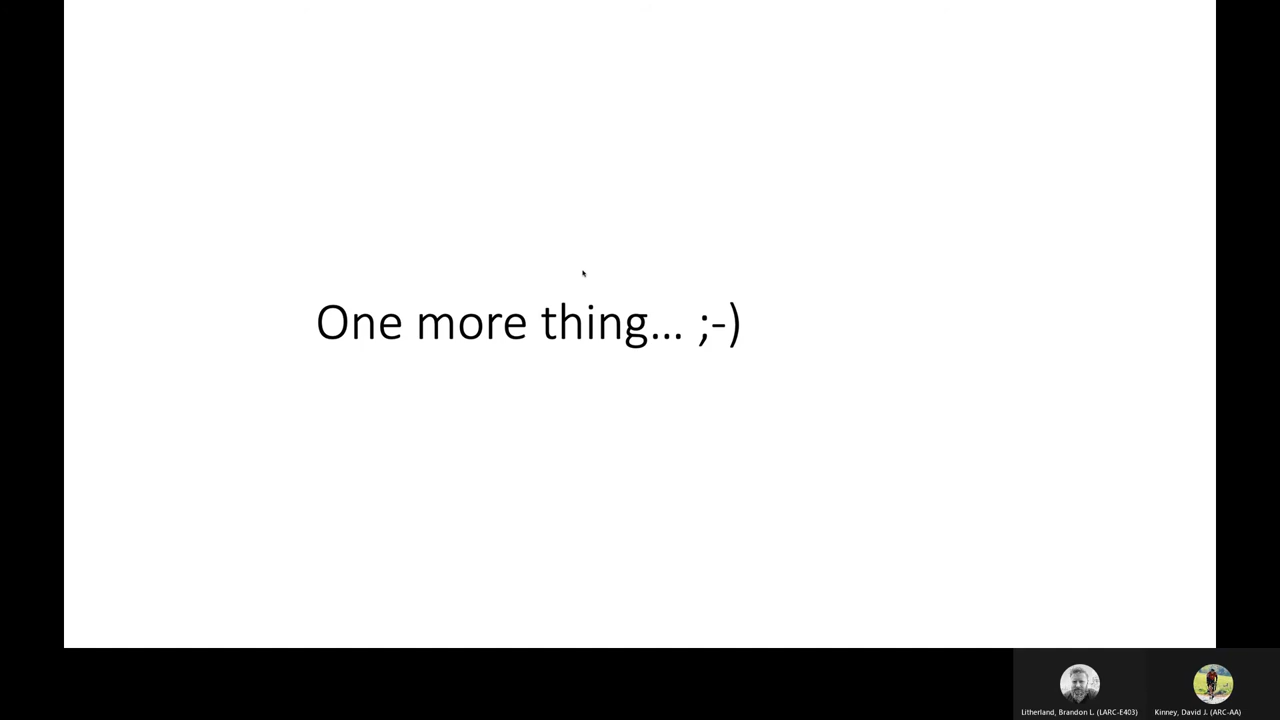 One more thing... ;-)
Litherland, Brandon L. (LARC-E403)
Kinney, David J. (ARC-AA)